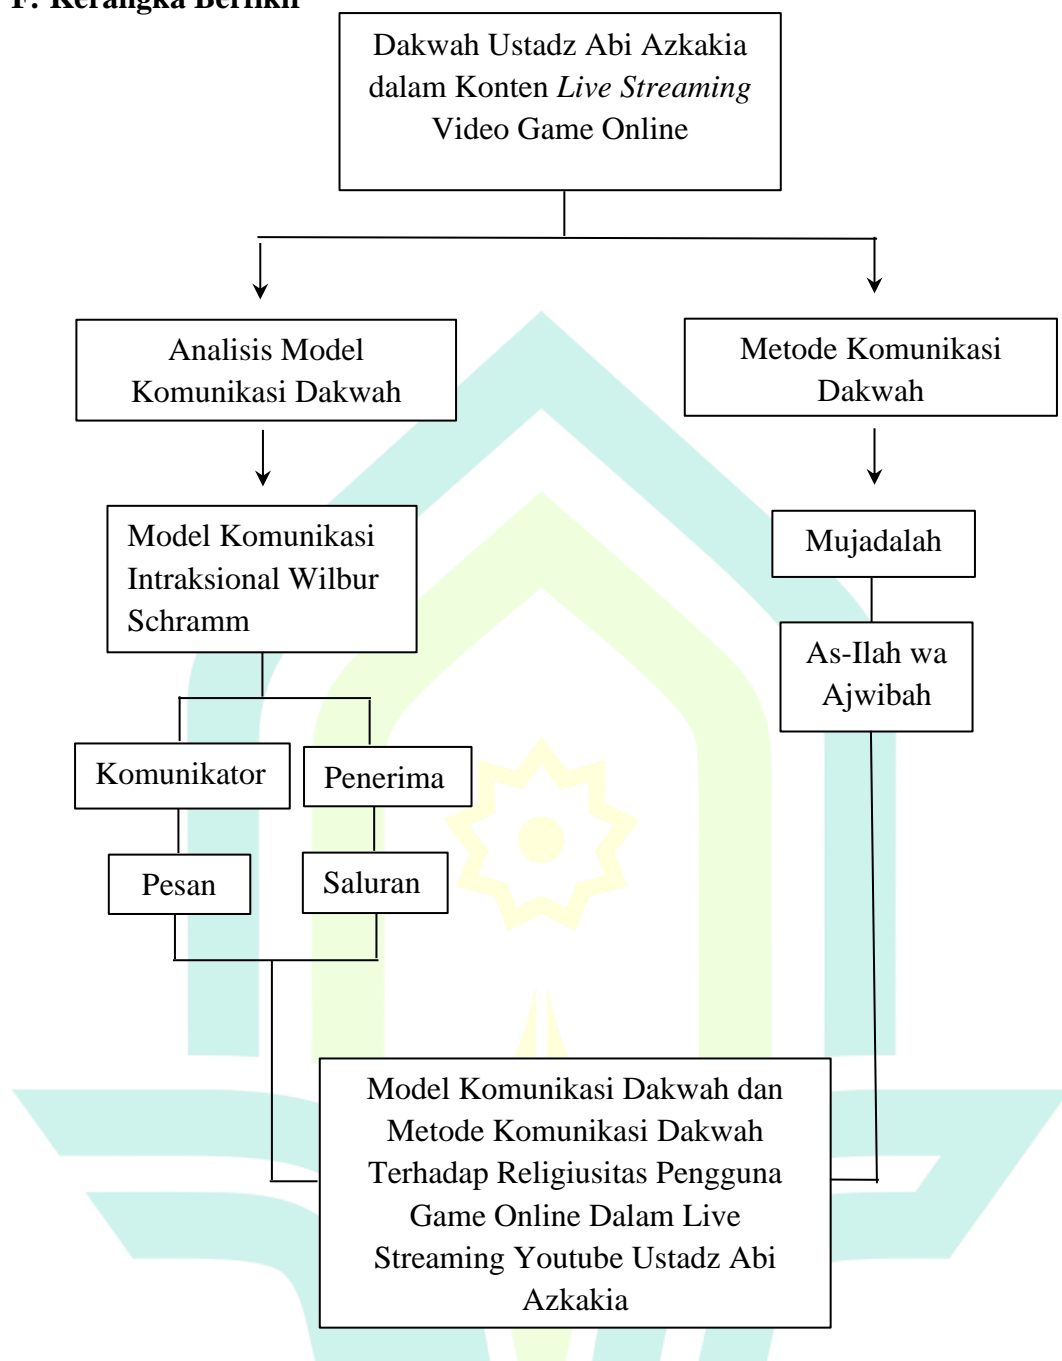 F. Kerangka Berfikir
Dakwah Ustadz Abi Azkakia
dalam Konten Live Streaming
Video Game Online
Analisis Model
Komunikasi Dakwah
Metode Komunikasi
Dakwah
Model Komunikasi
Intraksional Wilbur
Schramm
Mujadalah
As-Ilah wa
Ajwibah
Komunikator
Penerima
Pesan
Saluran
Model Komunikasi Dakwah dan
Metode Komunikasi Dakwah
Terhadap Religiusitas Pengguna
Game Online Dalam Live
Streaming Youtube Ustadz Abi
Azkakia